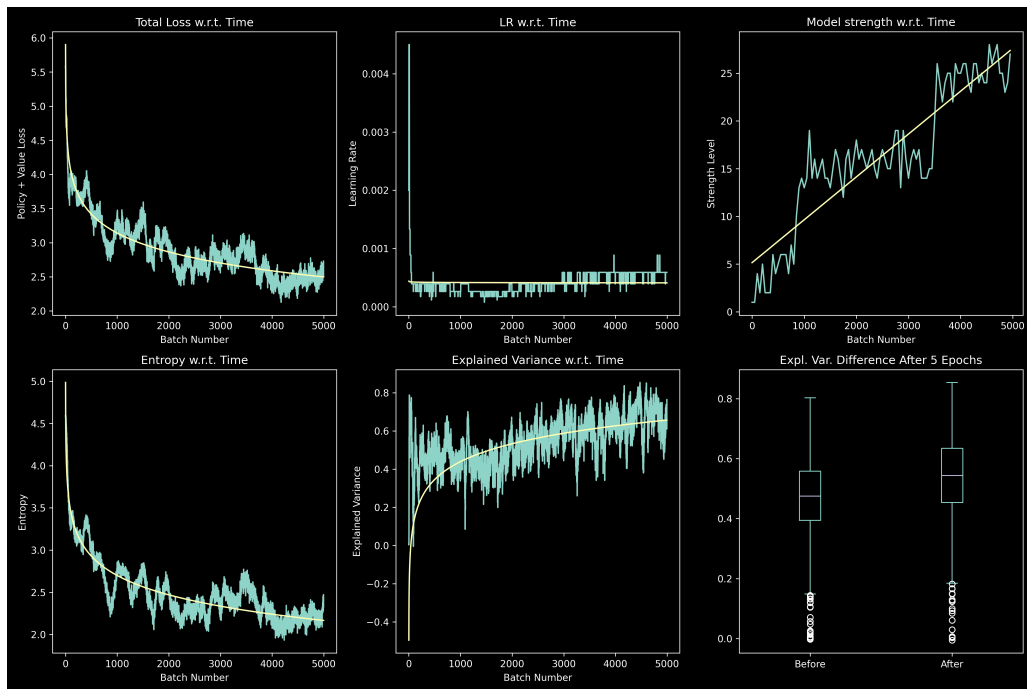 Total Loss w.r.t. Time
6.0
5.5
5.0
4.5
4.0
3.5
3.0
2.5
2.0
Policy + Value Loss
0 1000 2000 3000 4000 5000
Batch Number
LR w.r.t. Time
0.004
0.003
0.002
0.001
0.000
Learning Rate
0 1000 2000 3000 4000 5000
Batch Number
Model strength w.r.t. Time
25
20
15
10
5
0
Strength Level
0 1000 2000 3000 4000 5000
Batch Number
Entropy w.r.t. Time
5.0
4.5
4.0
3.5
3.0
2.5
2.0
Entropy
0 1000 2000 3000 4000 5000
Batch Number
Explained Variance w.r.t. Time
0.8
0.6
0.4
0.2
0.0
−0.2
−0.4
Explained Variance
0 1000 2000 3000 4000 5000
Batch Number
Expl. Var. Difference After 5 Epochs
0.8
0.6
0.4
0.2
0.0
Before After